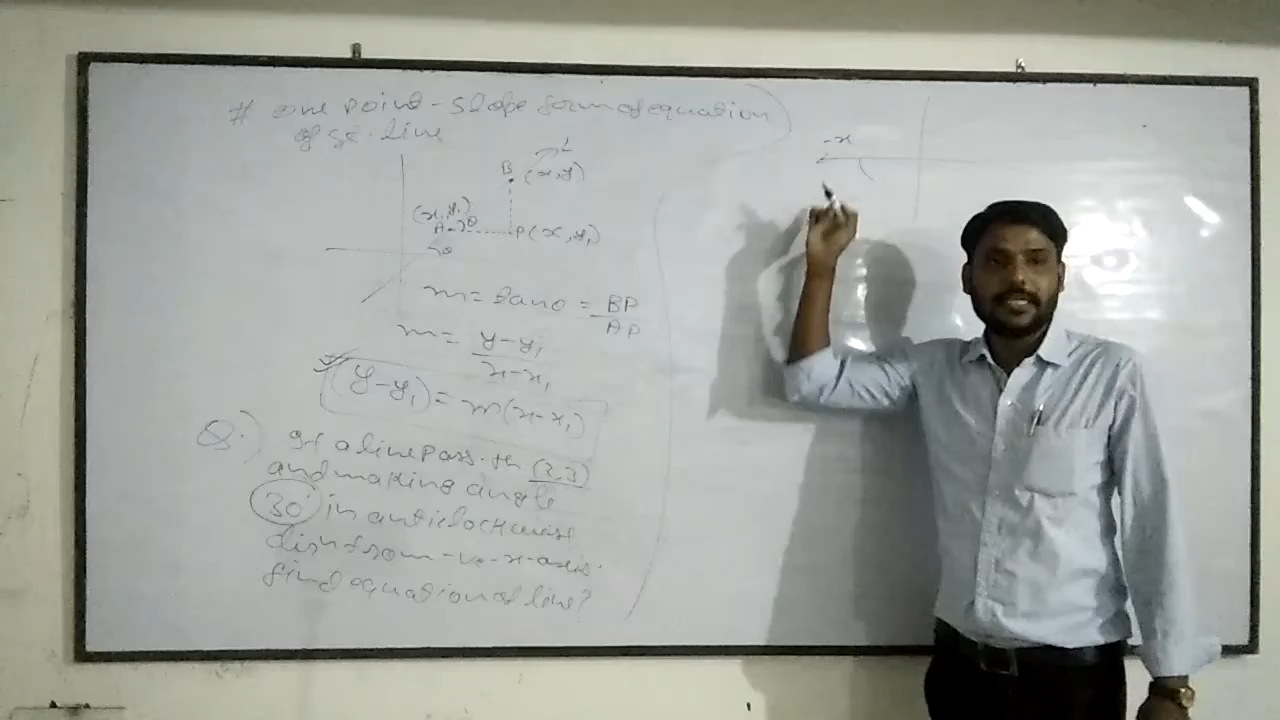 # one point-slope form of equation
of st. line
-x
B (x,y) L
(x1,y1)
A θ P(x,y1)
θ
m = tanθ = BP/AP
m = y-y1/x-x1
(y-y1) = m(x-x1)
Q.) If a line pass. th (2,3)
and making angle
30° in anticlockwise
disn from -ve-x-axis.
find equation of line?